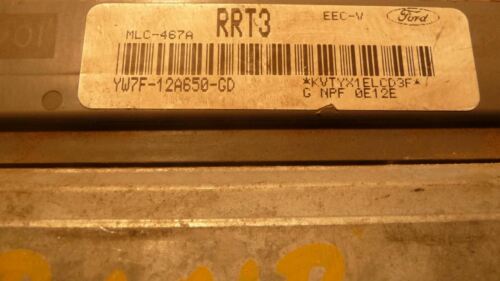 MLC-467A RRT3 EEC-V Ford
YW7F-12A650-GD *KVTYX1ELCD3F*
G NPF 0E12E